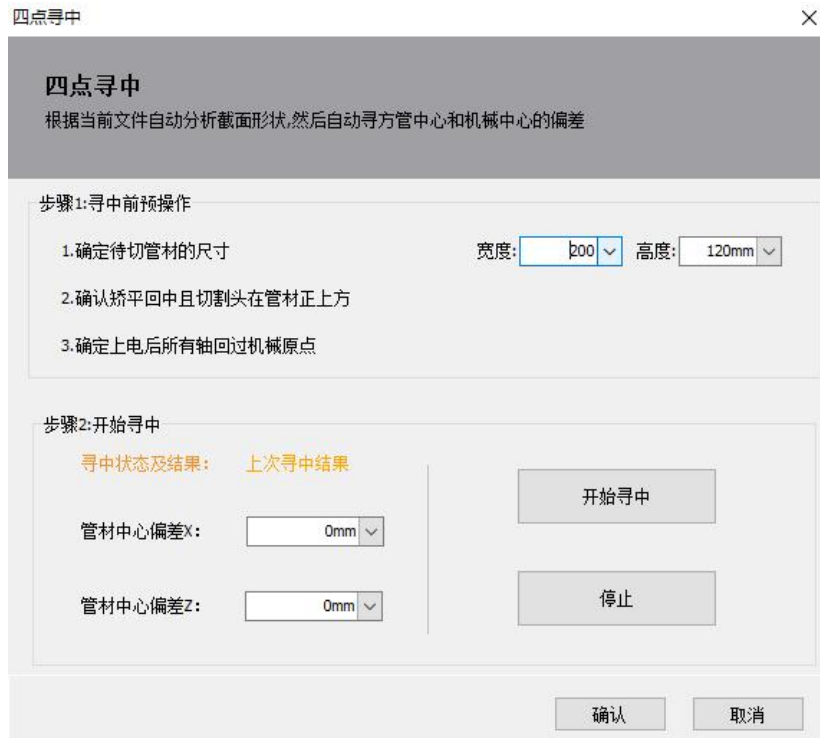 四点寻中
四点寻中
根据当前文件自动分析截面形状,然后自动寻方管中心和机械中心的偏差
步骤1:寻中前预操作
1.确定待切管材的尺寸 宽度: 200 高度: 120mm
2.确认矫平回中且切割头在管材正上方
3.确定上电后所有轴回过机械原点
步骤2:开始寻中
寻中状态及结果: 上次寻中结果
开始寻中
管材中心偏差X: 0mm
管材中心偏差Z: 0mm
停止
确认 取消